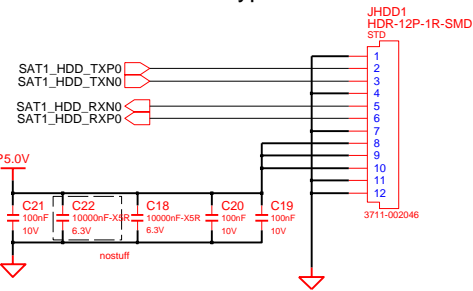 JHDD1
HDR-12P-1R-SMD
STD
SAT1_HDD_TXP0
SAT1_HDD_TXN0
SAT1_HDD_RXN0
SAT1_HDD_RXP0
1
2
3
4
5
6
7
8
9
10
11
12
3711-002046
P5.0V
C21
100nF
10V
C22
10000nF-X5R
6.3V
C18
10000nF-X5R
6.3V
C20
100nF
10V
C19
100nF
10V
nostuff